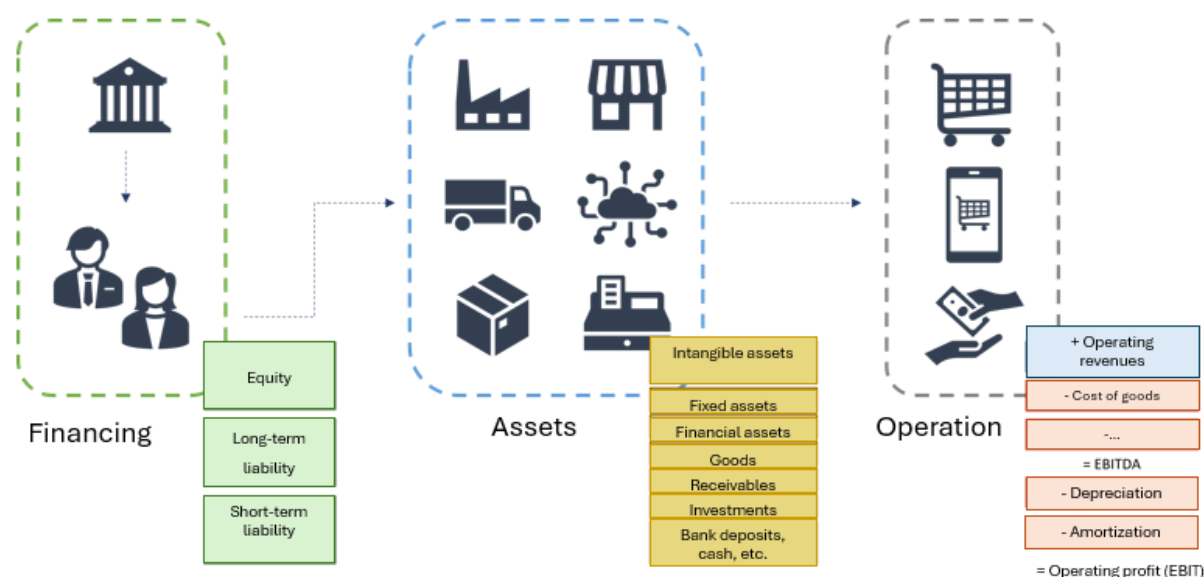 Financing
Equity
Long-term
liability
Short-term
liability
Assets
Intangible assets
Fixed assets
Financial assets
Goods
Receivables
Investments
Bank deposits,
cash, etc.
Operation
+ Operating
revenues
- Cost of goods
-...
= EBITDA
- Depreciation
- Amortization
= Operating profit (EBIT)